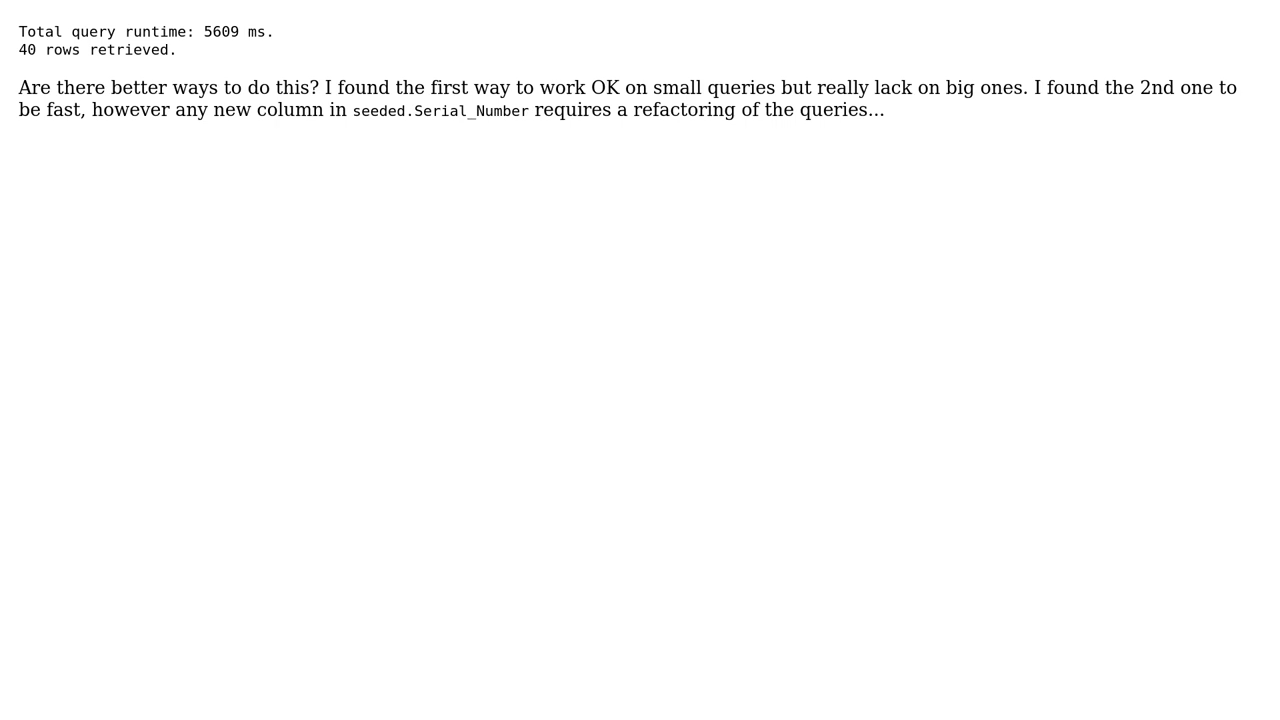 Total query runtime: 5609 ms.
40 rows retrieved.
Are there better ways to do this? I found the first way to work OK on small queries but really lack on big ones. I found the 2nd one to
be fast, however any new column in seeded.Serial_Number requires a refactoring of the queries...